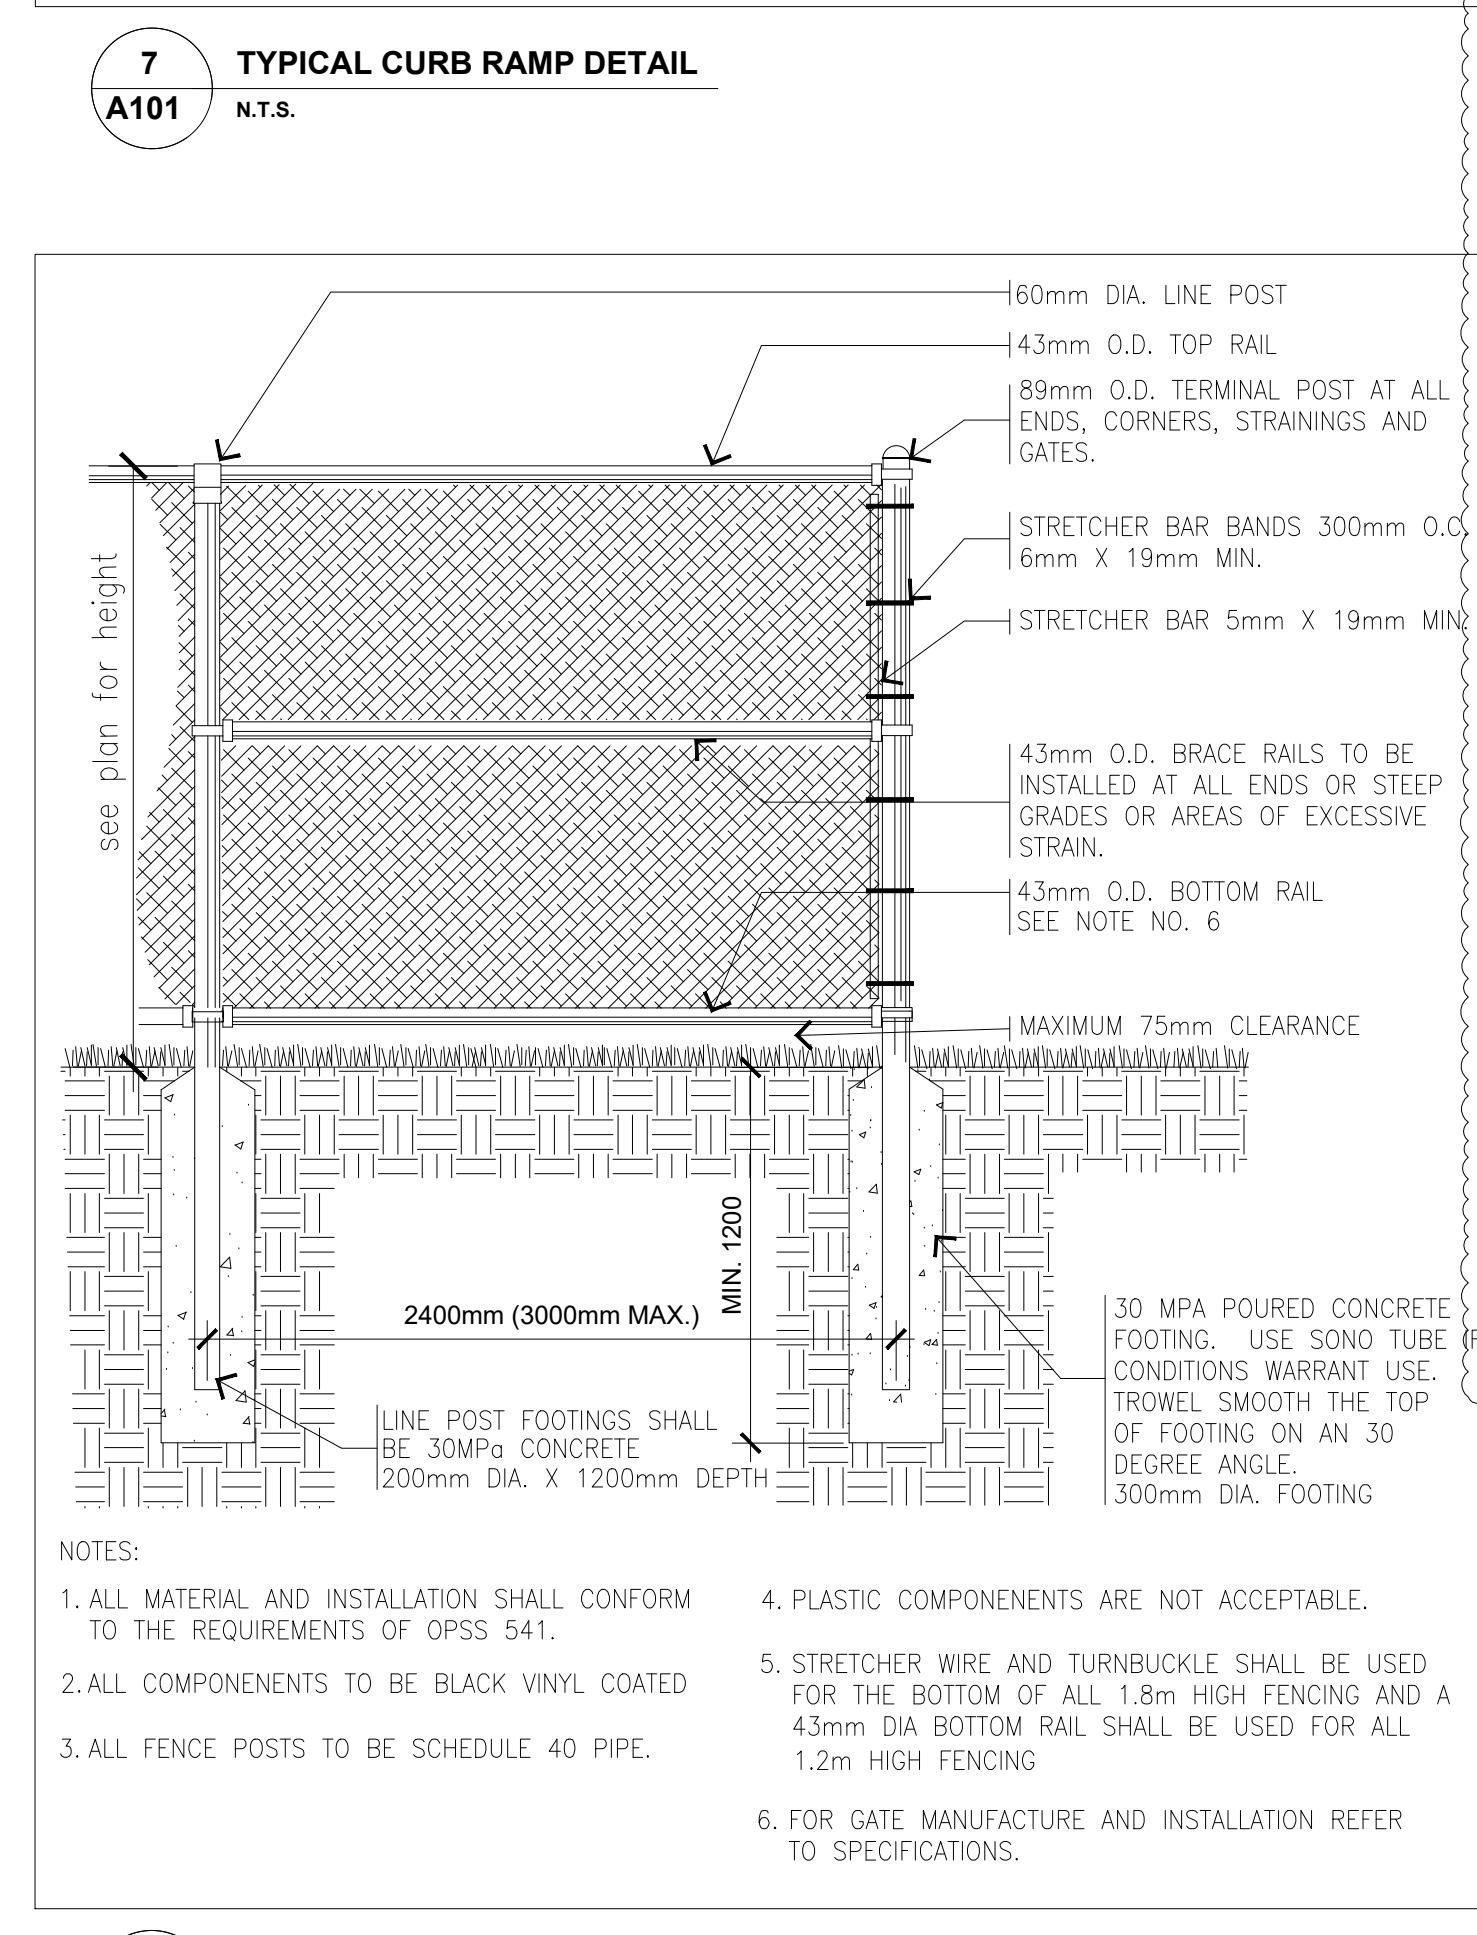 7
A101
TYPICAL CURB RAMP DETAIL
N.T.S.
60mm DIA. LINE POST
43mm O.D. TOP RAIL
89mm O.D. TERMINAL POST AT ALL
ENDS, CORNERS, STRAININGS AND
GATES.
STRETCHER BAR BANDS 300mm O.C.
6mm X 19mm MIN.
STRETCHER BAR 5mm X 19mm MIN.
see plan for height
43mm O.D. BRACE RAILS TO BE
INSTALLED AT ALL ENDS OR STEEP
GRADES OR AREAS OF EXCESSIVE
STRAIN.
43mm O.D. BOTTOM RAIL
SEE NOTE NO. 6
MAXIMUM 75mm CLEARANCE
MIN. 1200
2400mm (3000mm MAX.)
30 MPA POURED CONCRETE
FOOTING. USE SONO TUBE
CONDITIONS WARRANT USE.
TROWEL SMOOTH THE TOP
OF FOOTING ON AN 30
DEGREE ANGLE.
300mm DIA. FOOTING
LINE POST FOOTINGS SHALL
BE 30MPa CONCRETE
200mm DIA. X 1200mm DEPTH
NOTES:
1. ALL MATERIAL AND INSTALLATION SHALL CONFORM
TO THE REQUIREMENTS OF OPSS 541.
2. ALL COMPONENENTS TO BE BLACK VINYL COATED
3. ALL FENCE POSTS TO BE SCHEDULE 40 PIPE.
4. PLASTIC COMPONENENTS ARE NOT ACCEPTABLE.
5. STRETCHER WIRE AND TURNBUCKLE SHALL BE USED
FOR THE BOTTOM OF ALL 1.8m HIGH FENCING AND A
43mm DIA BOTTOM RAIL SHALL BE USED FOR ALL
1.2m HIGH FENCING
6. FOR GATE MANUFACTURE AND INSTALLATION REFER
TO SPECIFICATIONS.